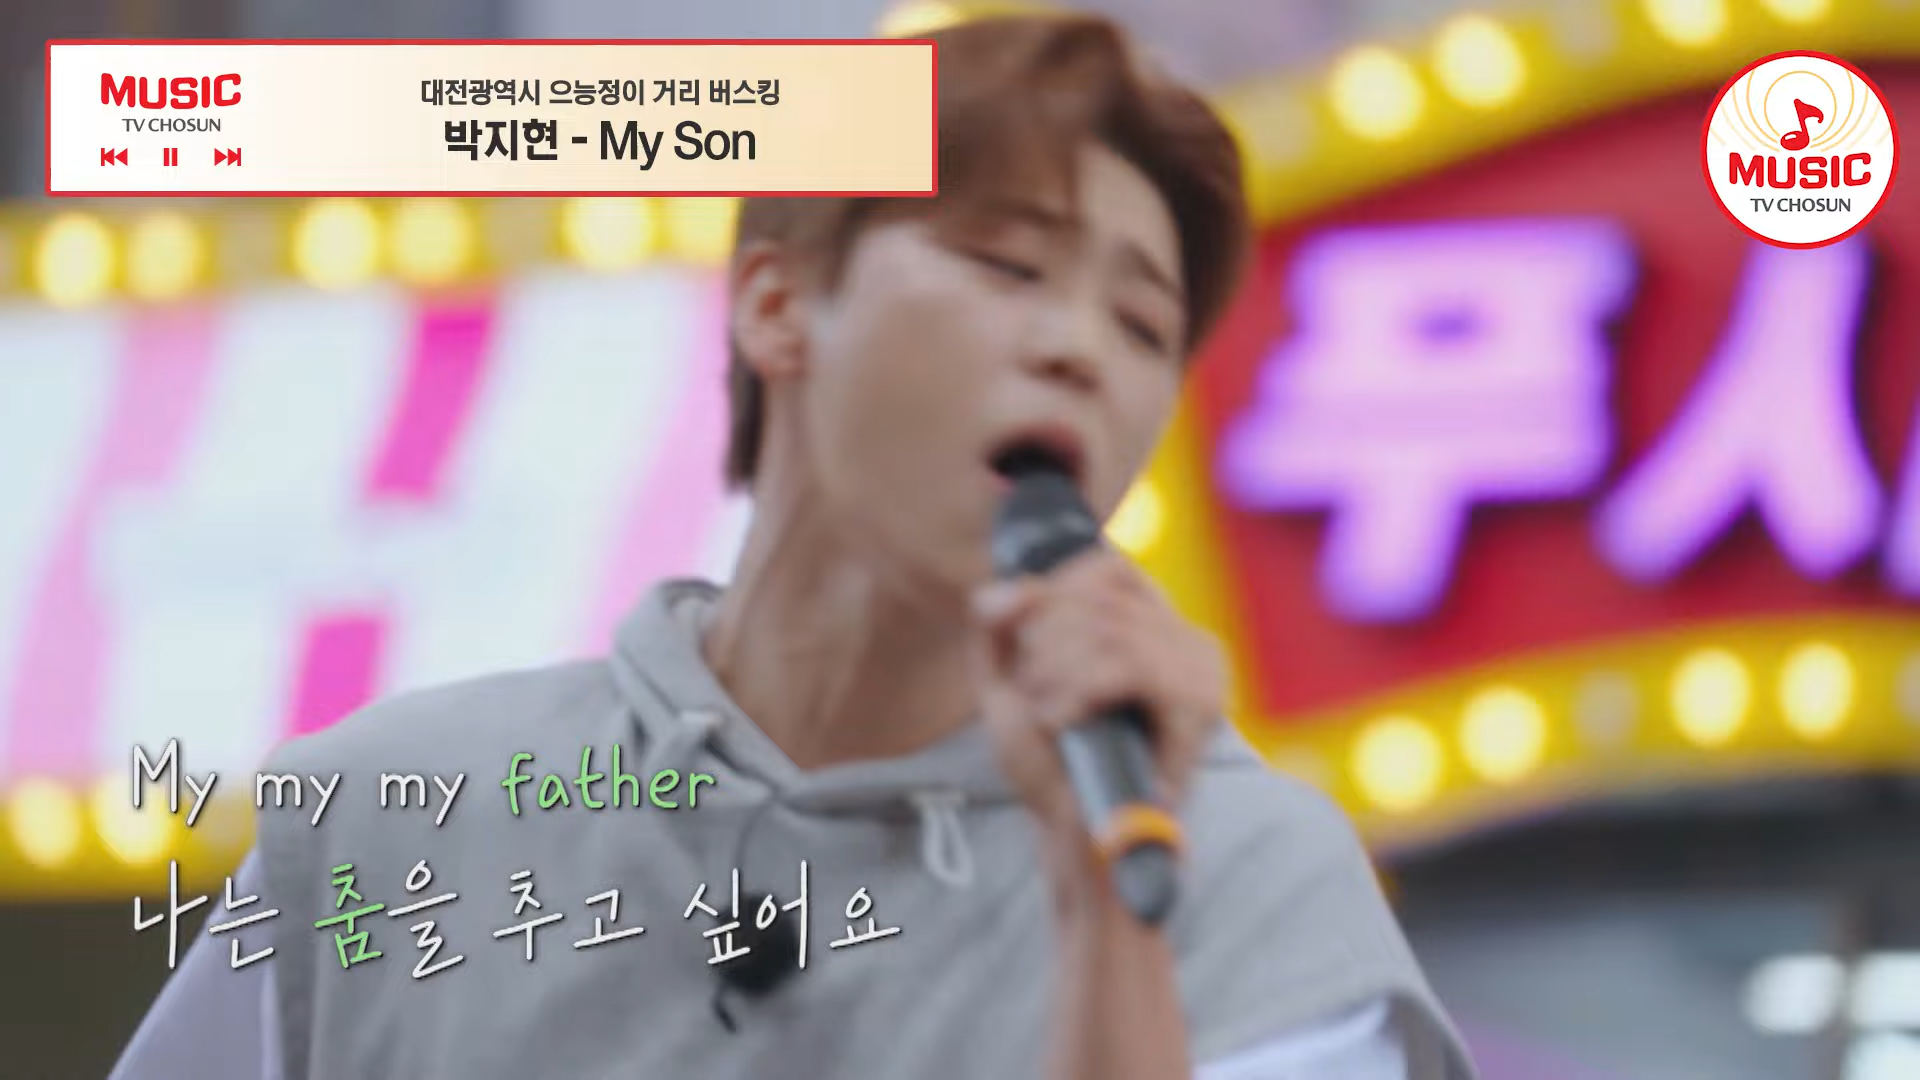 MUSIC
TV CHOSUN
대전광역시 으능정이 거리 버스킹
박지현 - My Son
MUSIC
TV CHOSUN
무시
My my my father
나는 춤을 추고 싶어요